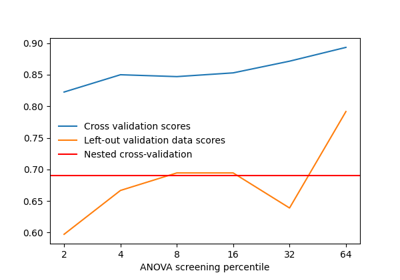 0.90
0.85
0.80
0.75
0.70
0.65
0.60
Cross validation scores
Left-out validation data scores
Nested cross-validation
2 4 8 16 32 64
ANOVA screening percentile